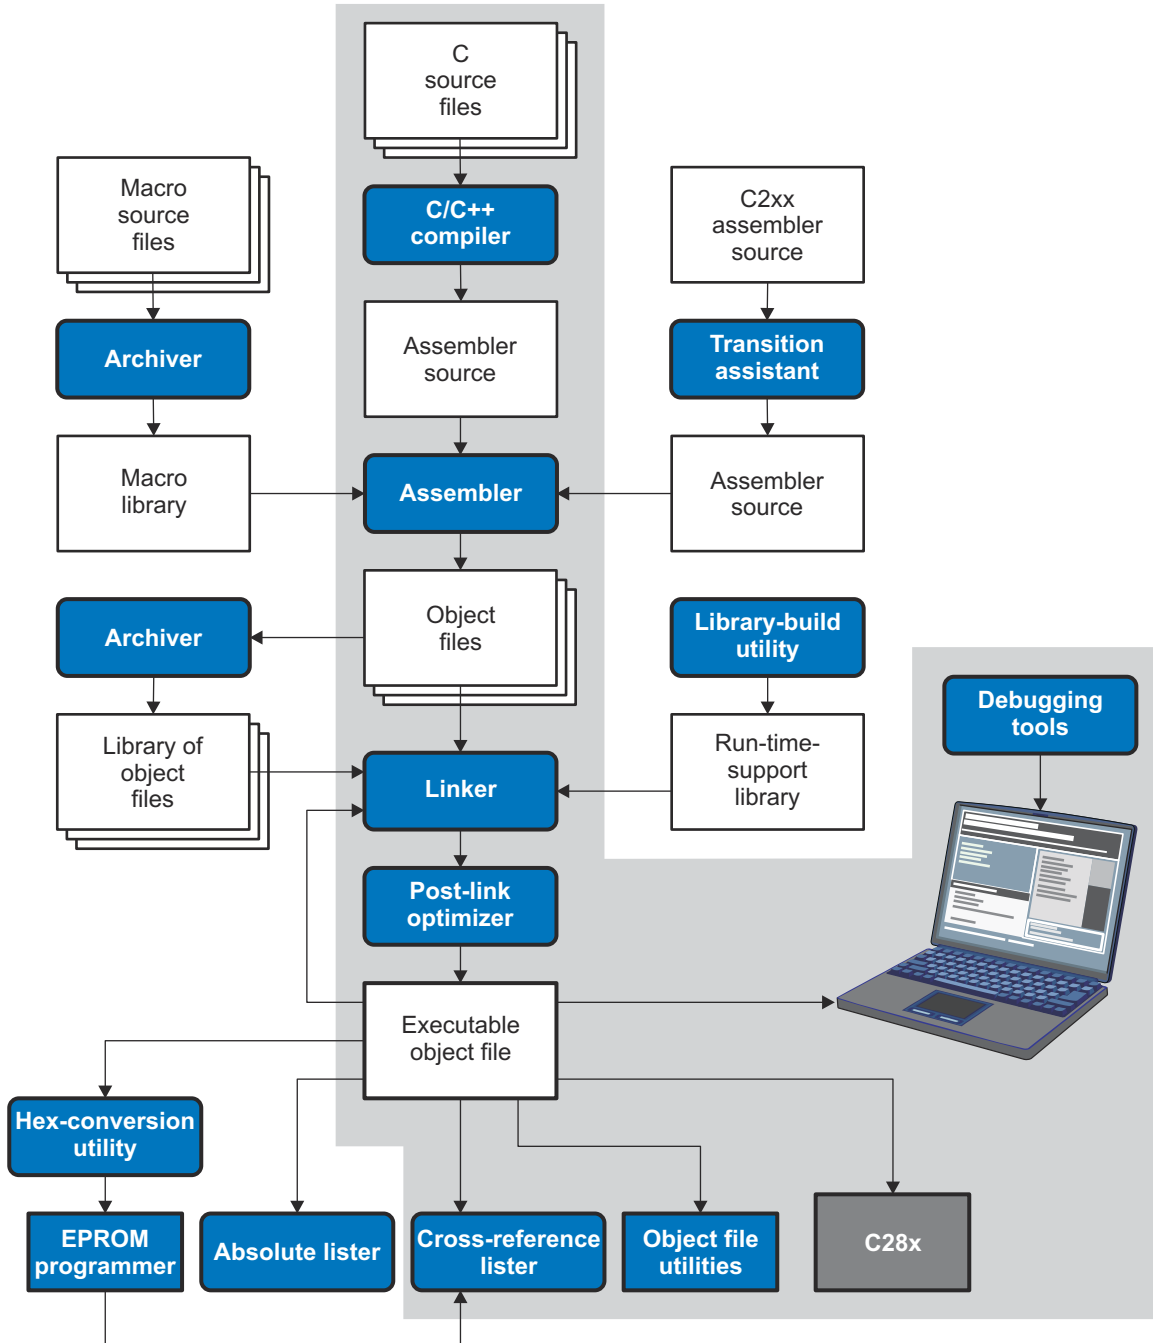 C
source
files
Macro
source
files
C/C++
compiler
C2xx
assembler
source
Archiver
Assembler
source
Transition
assistant
Macro
library
Assembler
Assembler
source
Archiver
Object
files
Library-build
utility
Debugging
tools
Library of
object
files
Linker
Run-time-
support
library
Post-link
optimizer
Executable
object file
Hex-conversion
utility
EPROM
programmer
Absolute lister
Cross-reference
lister
Object file
utilities
C28x